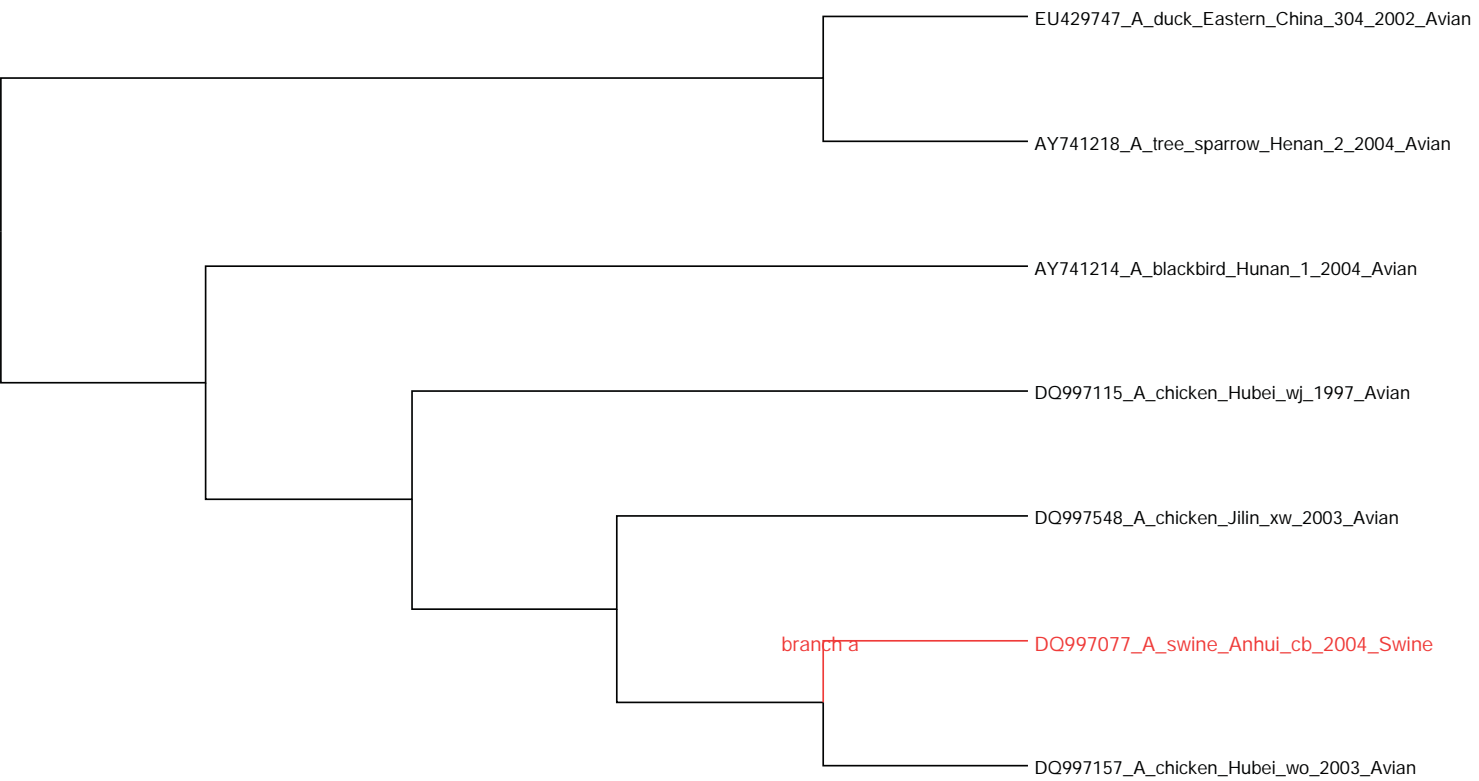 EU429747_A_duck_Eastern_China_304_2002_Avian
AY741218_A_tree_sparrow_Henan_2_2004_Avian
AY741214_A_blackbird_Hunan_1_2004_Avian
DQ997115_A_chicken_Hubei_wj_1997_Avian
DQ997548_A_chicken_Jilin_xw_2003_Avian
branch a
DQ997077_A_swine_Anhui_cb_2004_Swine
DQ997157_A_chicken_Hubei_wo_2003_Avian